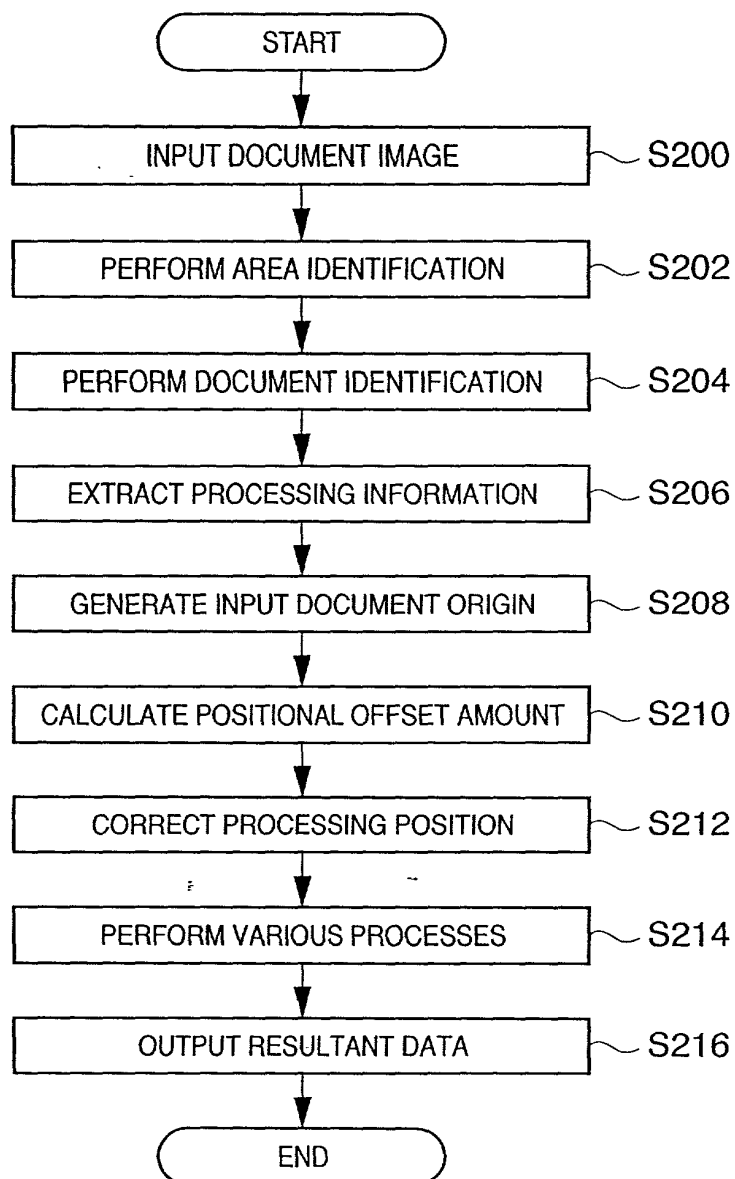 START
INPUT DOCUMENT IMAGE S200
PERFORM AREA IDENTIFICATION S202
PERFORM DOCUMENT IDENTIFICATION S204
EXTRACT PROCESSING INFORMATION S206
GENERATE INPUT DOCUMENT ORIGIN S208
CALCULATE POSITIONAL OFFSET AMOUNT S210
CORRECT PROCESSING POSITION S212
PERFORM VARIOUS PROCESSES S214
OUTPUT RESULTANT DATA S216
END